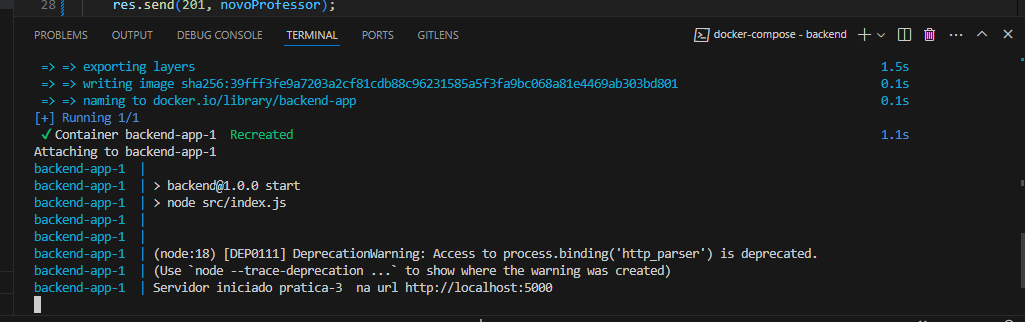 28 res.send(201, novoProfessor);
PROBLEMS OUTPUT DEBUG CONSOLE TERMINAL PORTS GITLENS docker-compose - backend
=> => exporting layers 1.5s
=> => writing image sha256:39fff3fe9a7203a2cf81cdb88c96231585a5f3fa9bc068a81e4469ab303bd801 0.1s
=> => naming to docker.io/library/backend-app 0.1s
[+] Running 1/1
✓ Container backend-app-1 Recreated 1.1s
Attaching to backend-app-1
backend-app-1 |
backend-app-1 | > backend@1.0.0 start
backend-app-1 | > node src/index.js
backend-app-1 |
backend-app-1 |
backend-app-1 | (node:18) [DEP0111] DeprecationWarning: Access to process.binding('http_parser') is deprecated.
backend-app-1 | (Use `node --trace-deprecation ...` to show where the warning was created)
backend-app-1 | Servidor iniciado pratica-3 na url http://localhost:5000